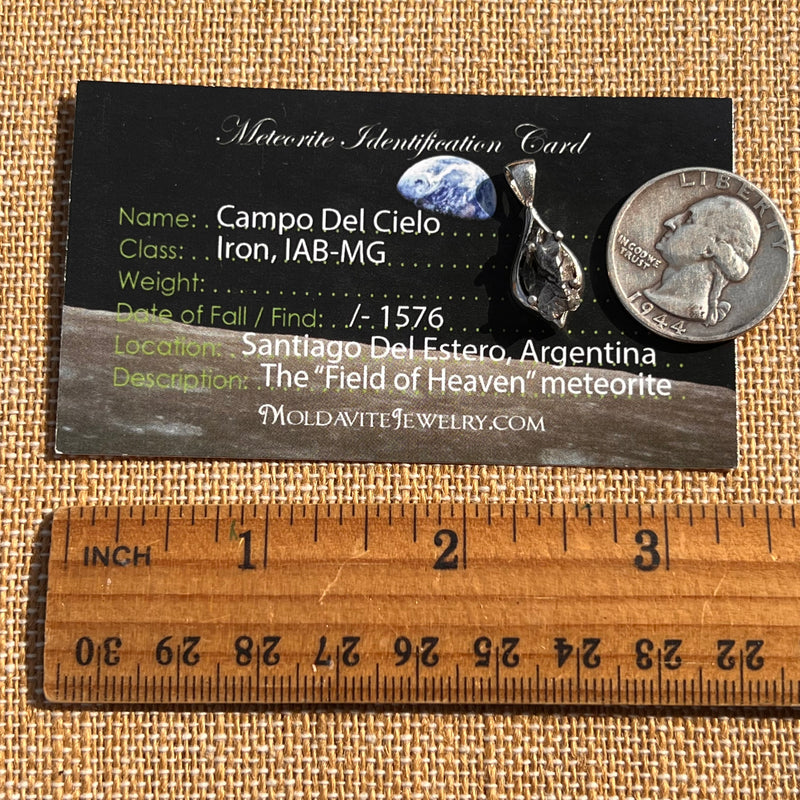 Meteorite Identification Card
Name: Campo Del Cielo
Class: Iron, IAB-MG
Weight:
Date of Fall / Find: /- 1576
Location: Santiago Del Estero, Argentina
Description: The "Field of Heaven" meteorite
MOLDAVITEJEWELRY.COM
LIBERTY
IN GOD WE TRUST
1944
INCH 1 2 3
30 29 28 27 26 25 24 23 22